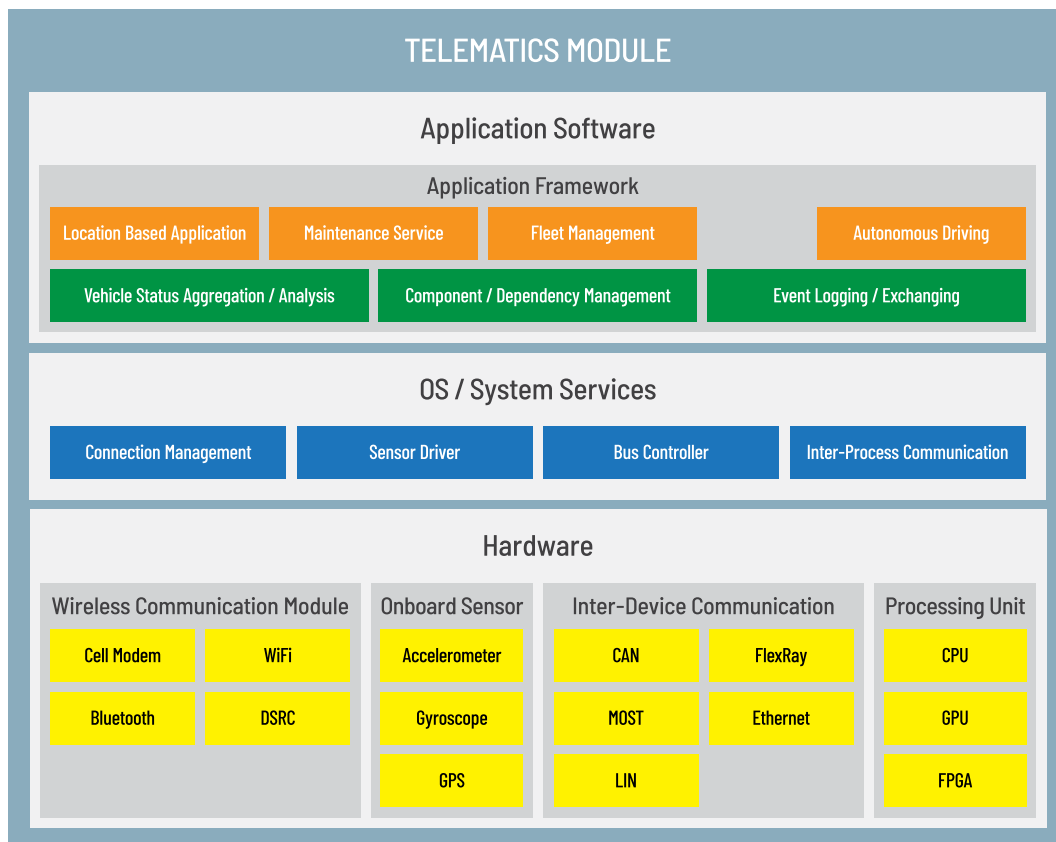 TELEMATICS MODULE
Application Software
Application Framework
Location Based Application
Maintenance Service
Fleet Management
Autonomous Driving
Vehicle Status Aggregation / Analysis
Component / Dependency Management
Event Logging / Exchanging
OS / System Services
Connection Management
Sensor Driver
Bus Controller
Inter-Process Communication
Hardware
Wireless Communication Module
Cell Modem
WiFi
Bluetooth
DSRC
Onboard Sensor
Accelerometer
Gyroscope
GPS
Inter-Device Communication
CAN
FlexRay
MOST
Ethernet
LIN
Processing Unit
CPU
GPU
FPGA